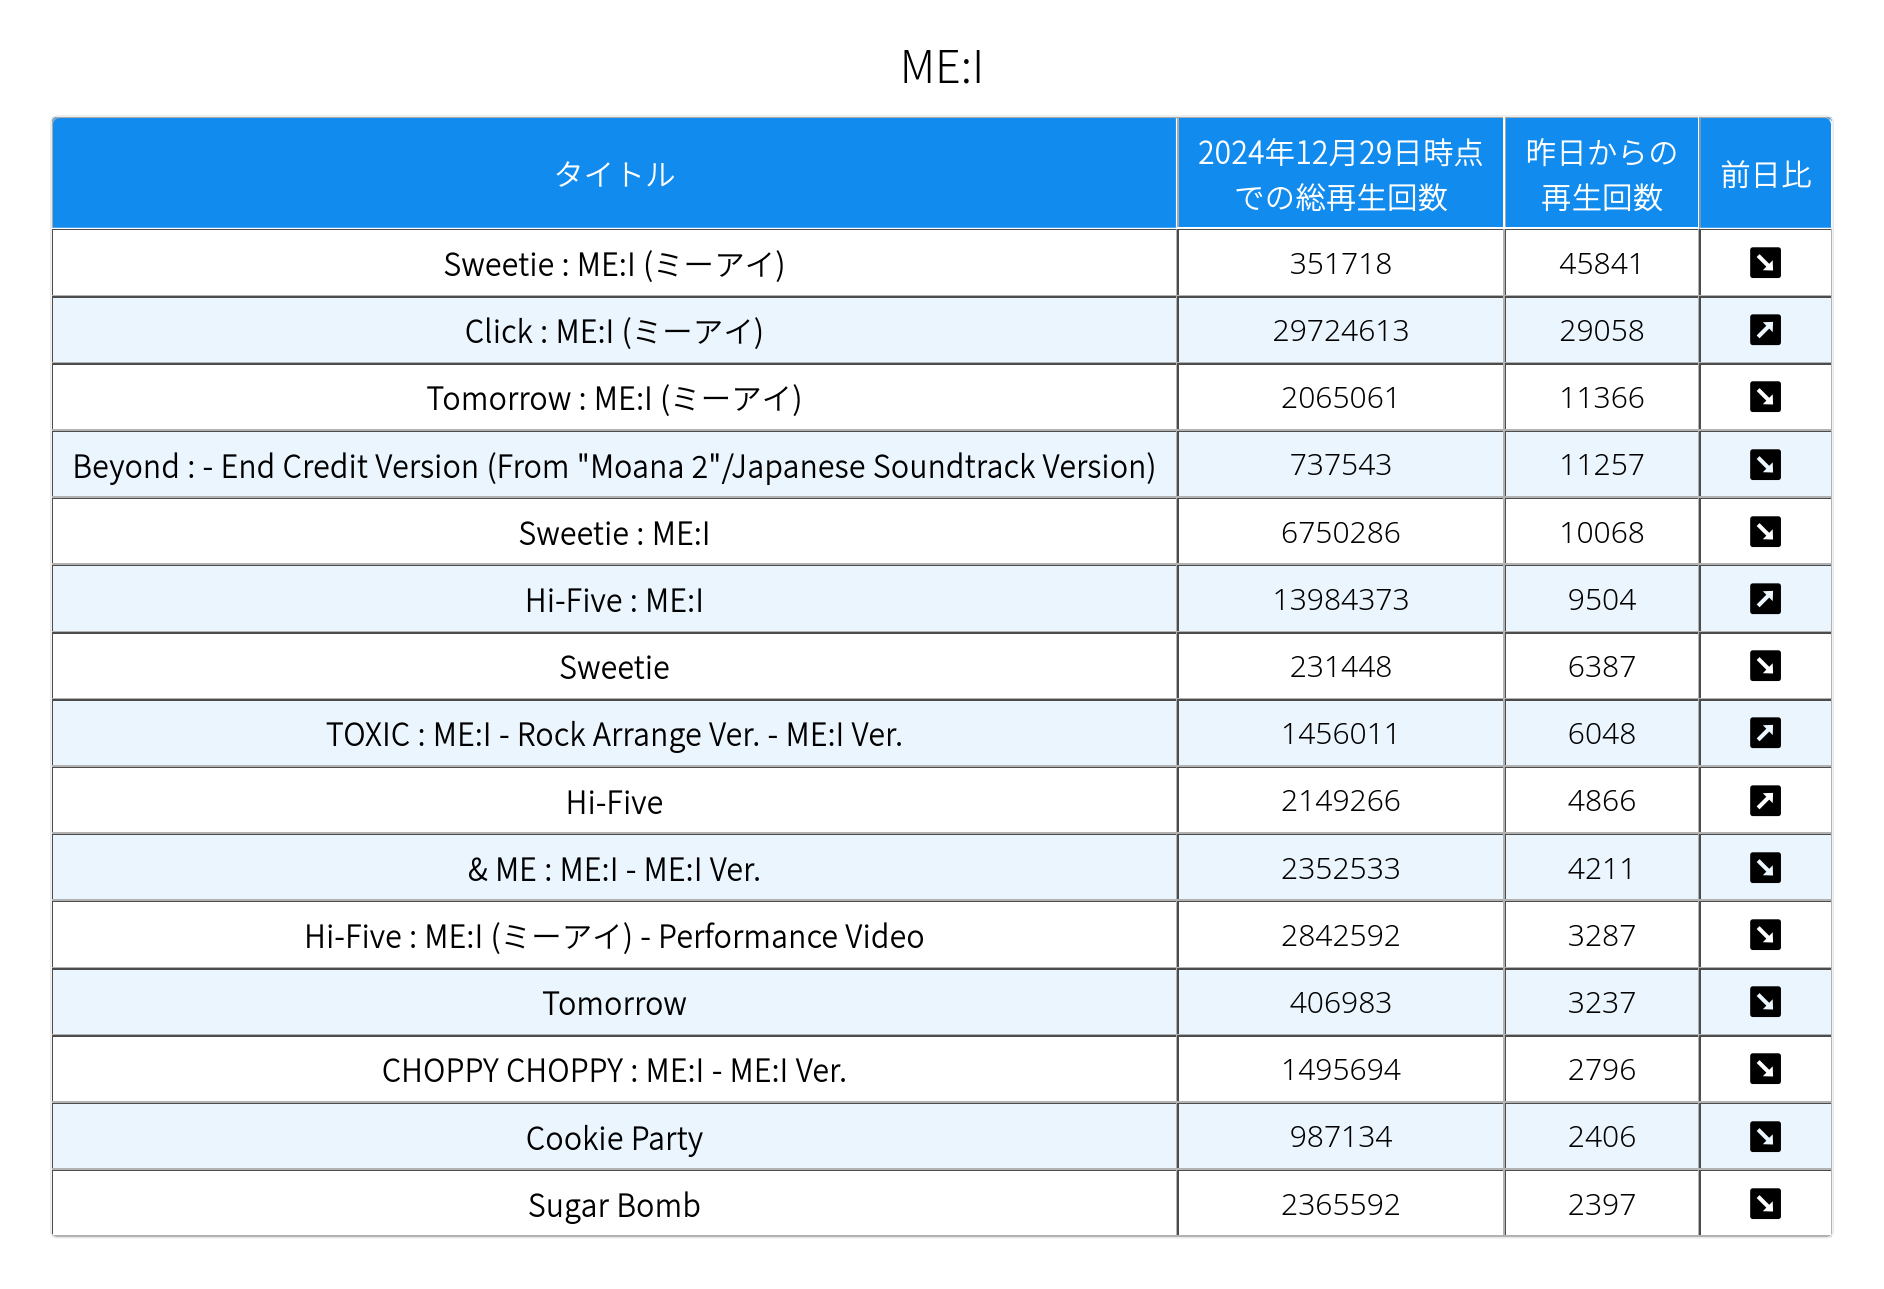 ME:I
タイトル
2024年12月29日時点
での総再生回数
昨日からの
再生回数
前日比
Sweetie : ME:I (ミーアイ) 351718 45841
Click : ME:I (ミーアイ) 29724613 29058
Tomorrow : ME:I (ミーアイ) 2065061 11366
Beyond : - End Credit Version (From "Moana 2"/Japanese Soundtrack Version) 737543 11257
Sweetie : ME:I 6750286 10068
Hi-Five : ME:I 13984373 9504
Sweetie 231448 6387
TOXIC : ME:I - Rock Arrange Ver. - ME:I Ver. 1456011 6048
Hi-Five 2149266 4866
& ME : ME:I - ME:I Ver. 2352533 4211
Hi-Five : ME:I (ミーアイ) - Performance Video 2842592 3287
Tomorrow 406983 3237
CHOPPY CHOPPY : ME:I - ME:I Ver. 1495694 2796
Cookie Party 987134 2406
Sugar Bomb 2365592 2397